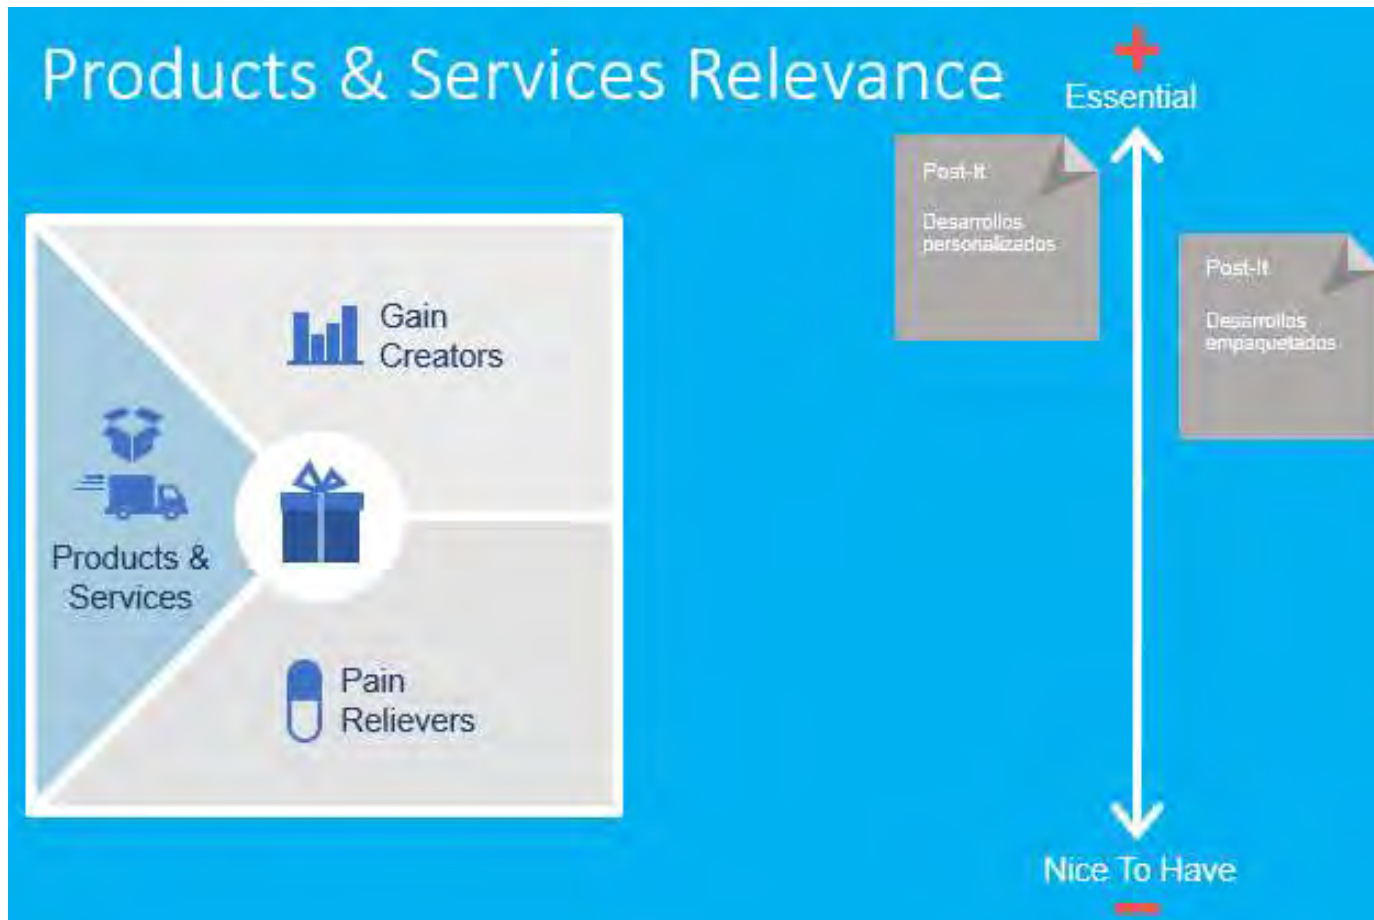 Products & Services Relevance
Essential
Post-It
Desarrollos
personalizados
Post-It
Desarrollos
empaquetados
Gain
Creators
Products &
Services
Pain
Relievers
Nice To Have